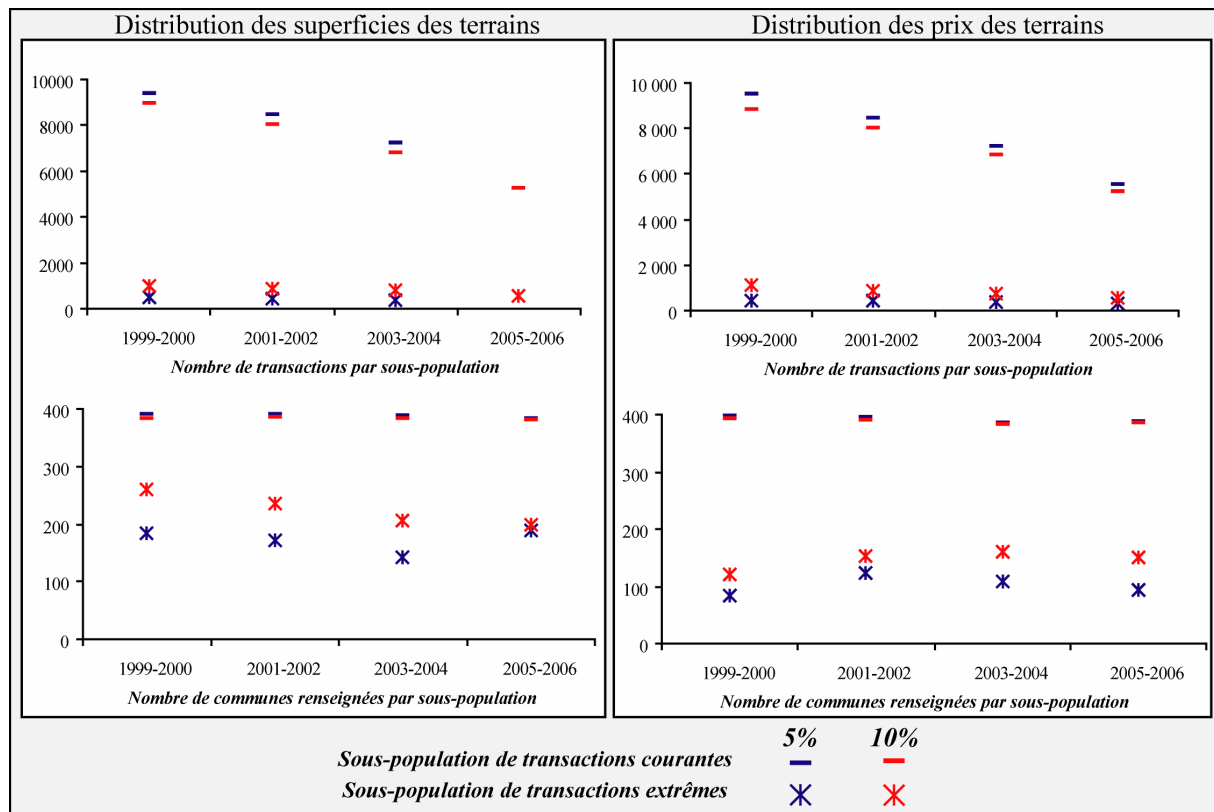 Distribution des superficies des terrains
10000
8000
6000
4000
2000
0
1999-2000 2001-2002 2003-2004 2005-2006
Nombre de transactions par sous-population
400
300
200
100
0
1999-2000 2001-2002 2003-2004 2005-2006
Nombre de communes renseignées par sous-population
Distribution des prix des terrains
10 000
8 000
6 000
4 000
2 000
0
1999-2000 2001-2002 2003-2004 2005-2006
Nombre de transactions par sous-population
400
300
200
100
0
1999-2000 2001-2002 2003-2004 2005-2006
Nombre de communes renseignées par sous-population
5% 10%
Sous-population de transactions courantes
Sous-population de transactions extrêmes